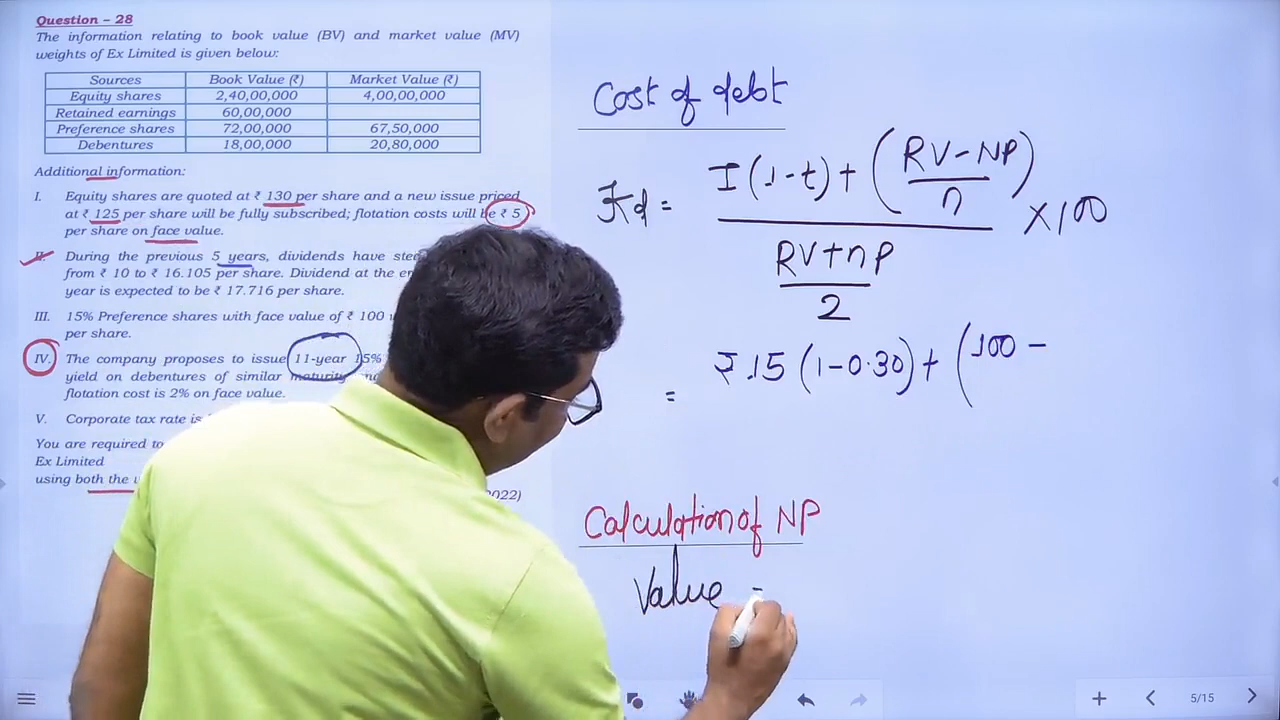 Question – 28
The information relating to book value (BV) and market value (MV)
weights of Ex Limited is given below:
Sources Book Value (₹) Market Value (₹)
Equity shares 2,40,00,000 4,00,00,000
Retained earnings 60,00,000
Preference shares 72,00,000 67,50,000
Debentures 18,00,000 20,80,000
Additional information:
I. Equity shares are quoted at ₹ 130 per share and a new issue priced
at ₹ 125 per share will be fully subscribed; flotation costs will be ₹ 5
per share on face value.
II. During the previous 5 years, dividends have
from ₹ 10 to ₹ 16.105 per share. Dividend at the
year is expected to be ₹ 17.716 per share.
III. 15% Preference shares with face value of ₹ 100
per share.
IV. The company proposes to issue 11-year 15%
yield on debentures of similar maturity
flotation cost is 2% on face value.
V. Corporate tax rate is
You are required to
Ex Limited
using both the
2022)
Cost of debt
Kd = I (1-t) + (RV-NP/n) / RV+NP/2 ×100
= ₹.15 (1-0.30) + (100 -
Calculation of NP
Value =
5/15